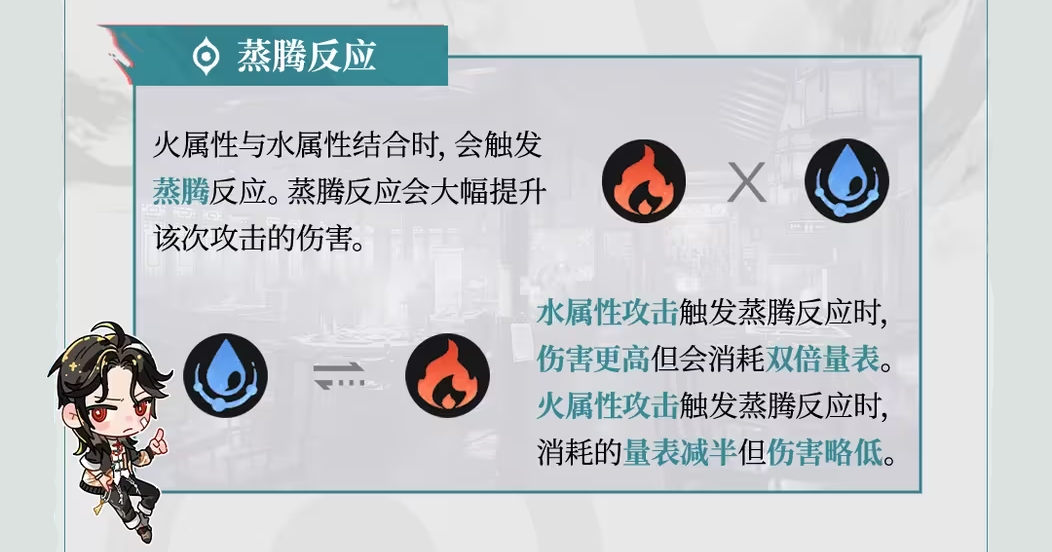 蒸腾反应
火属性与水属性结合时, 会触发
蒸腾反应。蒸腾反应会大幅提升
该次攻击的伤害。
水属性攻击触发蒸腾反应时,
伤害更高但会消耗双倍量表。
火属性攻击触发蒸腾反应时,
消耗的量表减半但伤害略低。